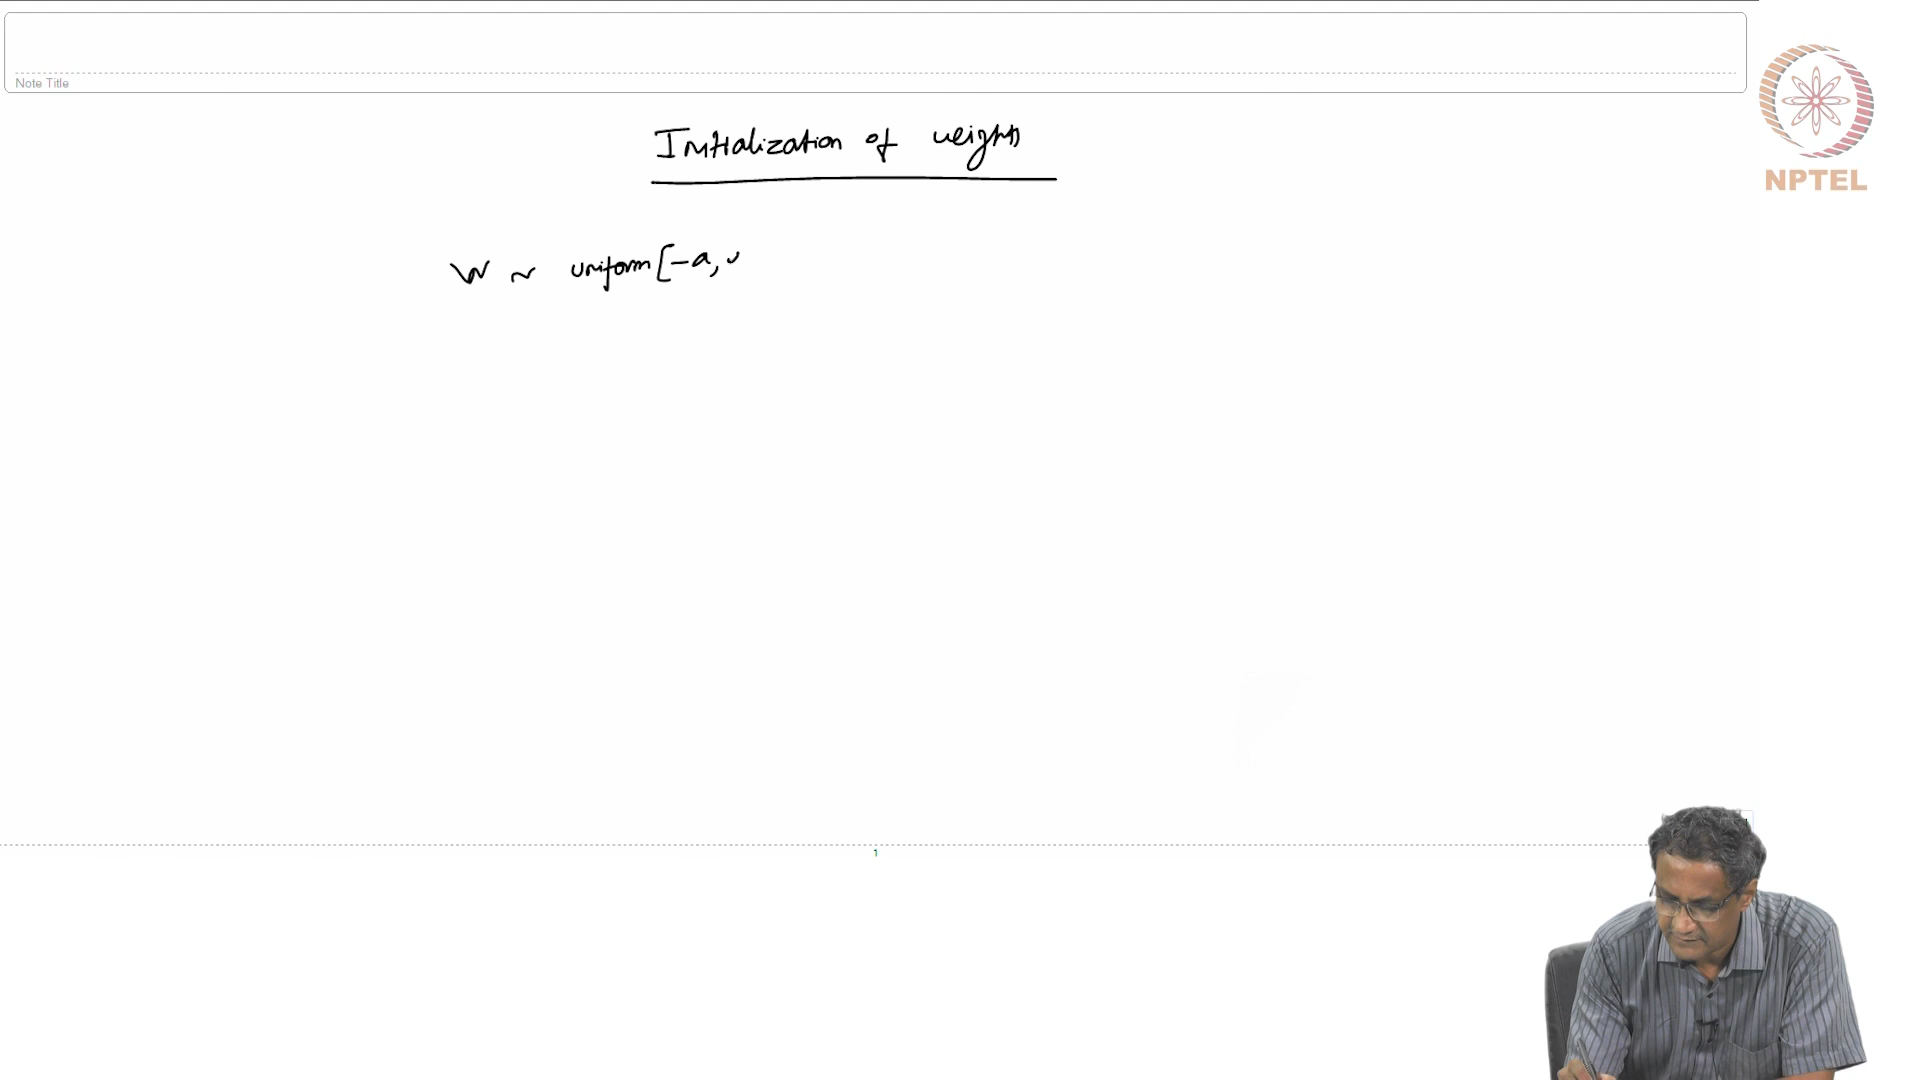 NPTEL
Note Title
Initialization of weights
W ~ uniform [-a,
1